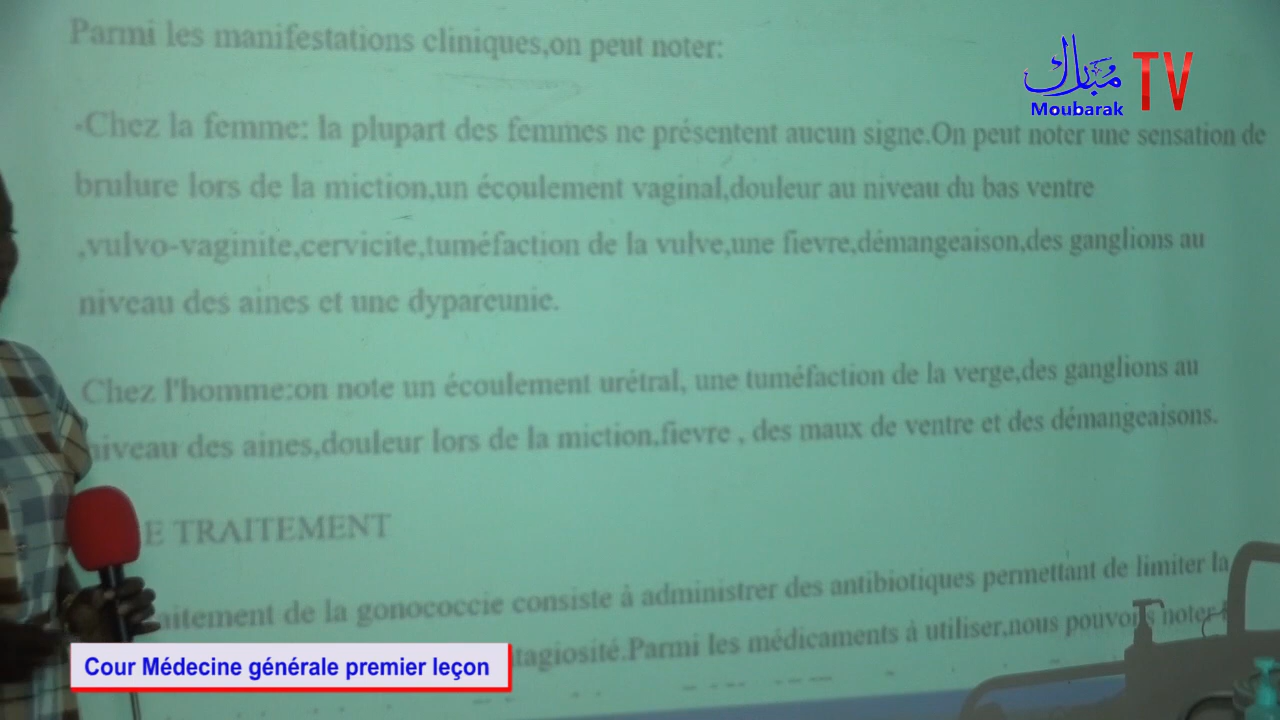 Parmi les manifestations cliniques,on peut noter:
مبارك TV
Moubarak
-Chez la femme: la plupart des femmes ne présentent aucun signe.On peut noter une sensation de
brulure lors de la miction,un écoulement vaginal,douleur au niveau du bas ventre
,vulvo-vaginite,cervicite,tuméfaction de la vulve,une fievre,démangeaison,des ganglions au
niveau des aines et une dypareunie.
Chez l'homme:on note un écoulement urétral, une tuméfaction de la verge,des ganglions au
niveau des aines,douleur lors de la miction,fievre , des maux de ventre et des démangeaisons.
E TRAITEMENT
aitement de la gonococcie consiste à administrer des antibiotiques permettant de limiter la
tagiosité.Parmi les médicaments à utiliser,nous pouvons noter
Cour Médecine générale premier leçon